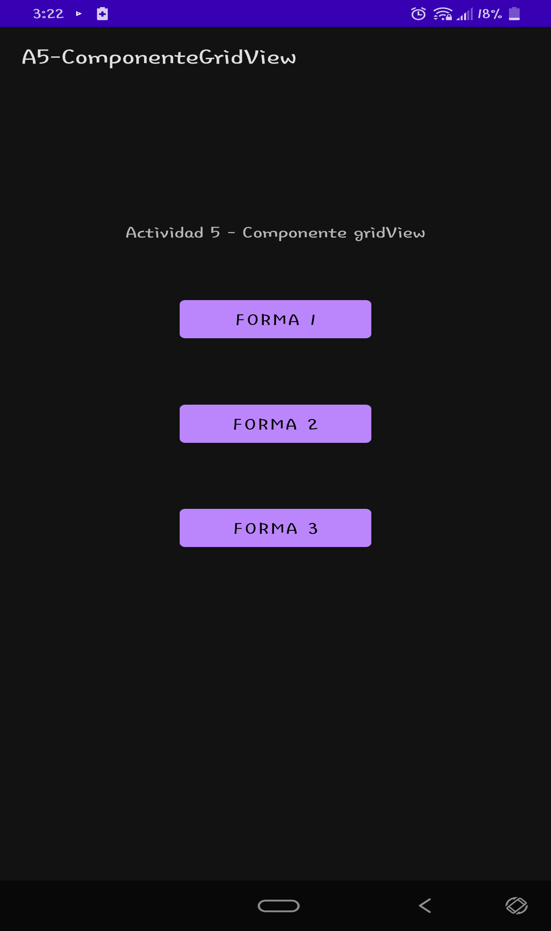 3:22 18%
A5-ComponenteGridView
Actividad 5 - Componente gridView
FORMA 1
FORMA 2
FORMA 3